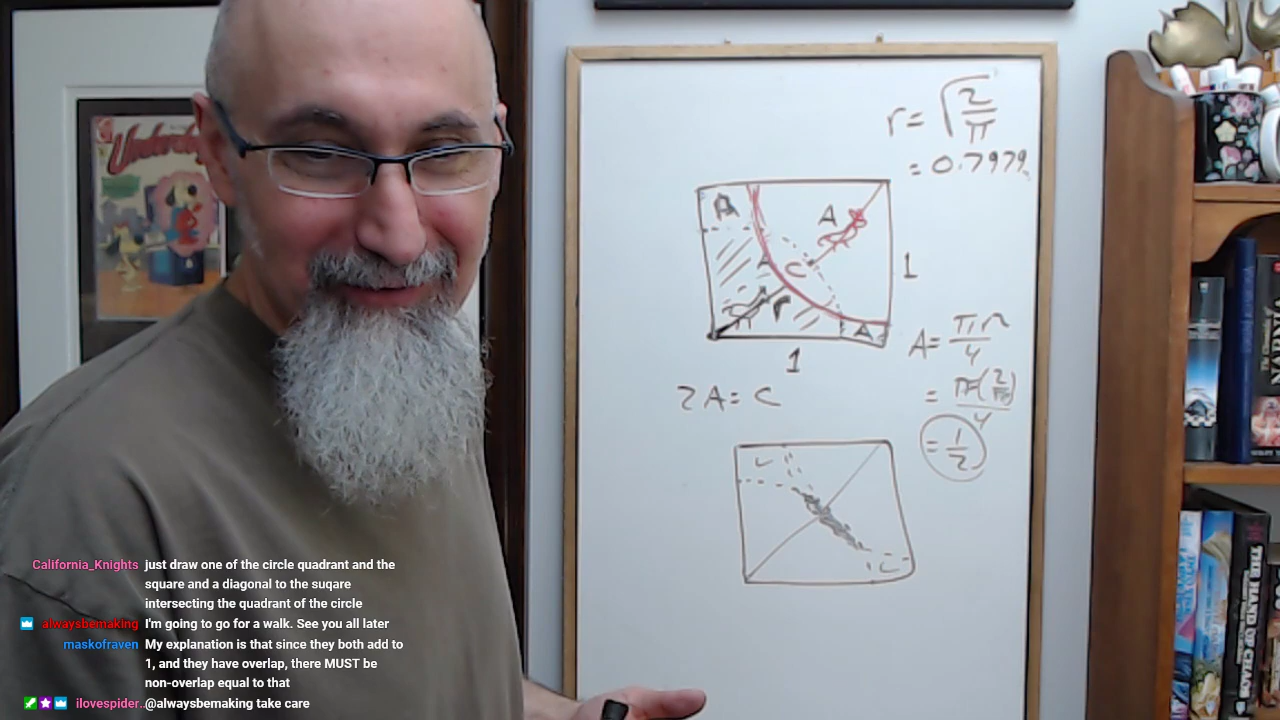 Underdog
r = √2/π
= 0.7979
A
A
C
r
A
1
1
2A = C
A = πr²/4
= π(2/π)/4
= 1/2
California_Knights just draw one of the circle quadrant and the
square and a diagonal to the suqare
intersecting the quadrant of the circle
alwaysbemaking I'm going to go for a walk. See you all later
maskofraven My explanation is that since they both add to
1, and they have overlap, there MUST be
non-overlap equal to that
ilovespider.. @alwaysbemaking take care
THE HAND OF CHAOS